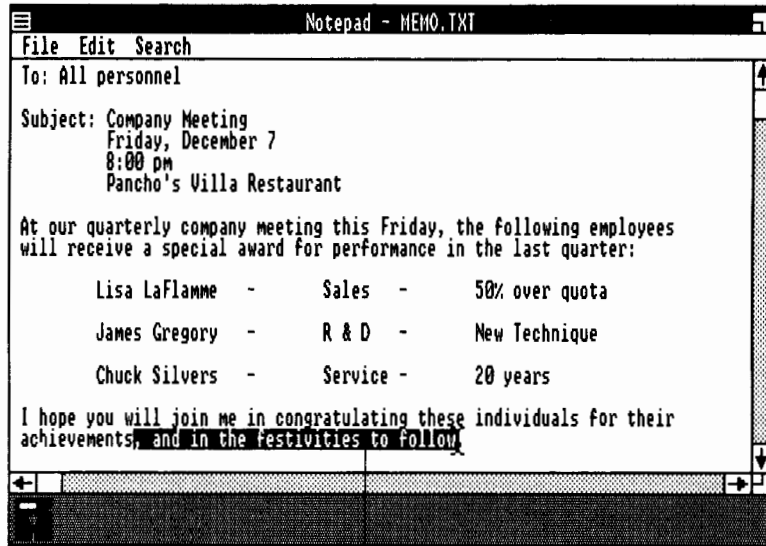 Notepad - MEMO.TXT
File Edit Search
To: All personnel
Subject: Company Meeting
Friday, December 7
8:00 pm
Pancho's Villa Restaurant
At our quarterly company meeting this Friday, the following employees
will receive a special award for performance in the last quarter:
Lisa LaFlamme - Sales - 50% over quota
James Gregory - R & D - New Technique
Chuck Silvers - Service - 20 years
I hope you will join me in congratulating these individuals for their
achievements, and in the festivities to follow